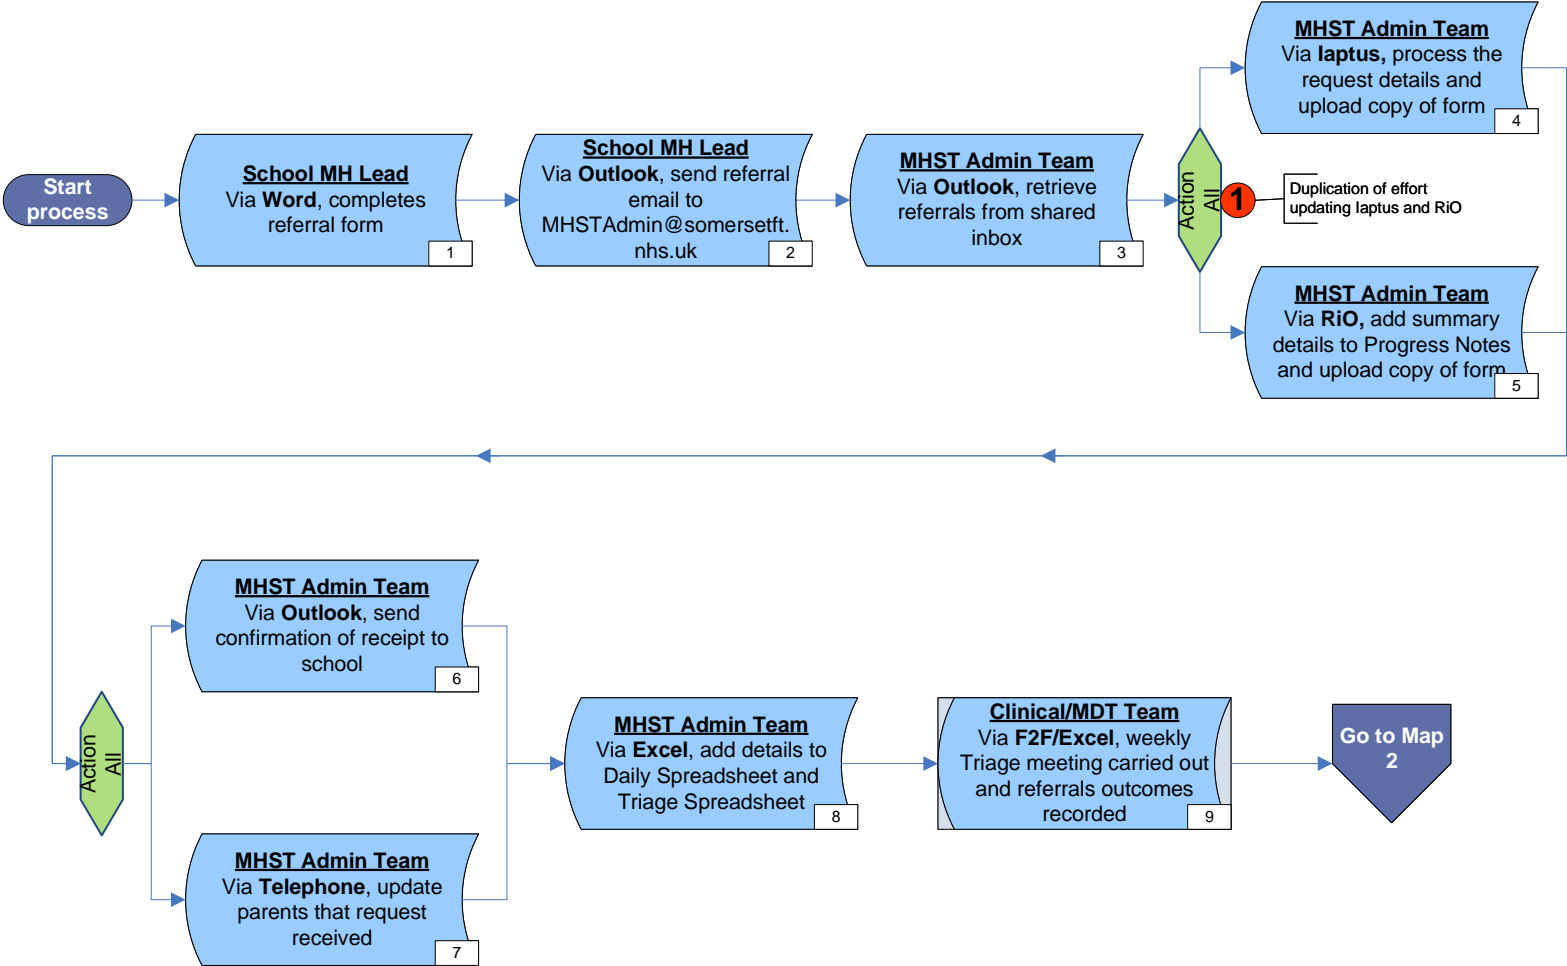 Start
process
School MH Lead
Via Word, completes
referral form
1
School MH Lead
Via Outlook, send referral
email to
MHSTAdmin@somersetft.
nhs.uk
2
MHST Admin Team
Via Outlook, retrieve
referrals from shared
inbox
3
Action
All
1
Duplication of effort
updating Iaptus and RiO
MHST Admin Team
Via Iaptus, process the
request details and
upload copy of form
4
MHST Admin Team
Via RiO, add summary
details to Progress Notes
and upload copy of form
5
Action
All
MHST Admin Team
Via Outlook, send
confirmation of receipt to
school
6
MHST Admin Team
Via Telephone, update
parents that request
received
7
MHST Admin Team
Via Excel, add details to
Daily Spreadsheet and
Triage Spreadsheet
8
Clinical/MDT Team
Via F2F/Excel, weekly
Triage meeting carried out
and referrals outcomes
recorded
9
Go to Map
2